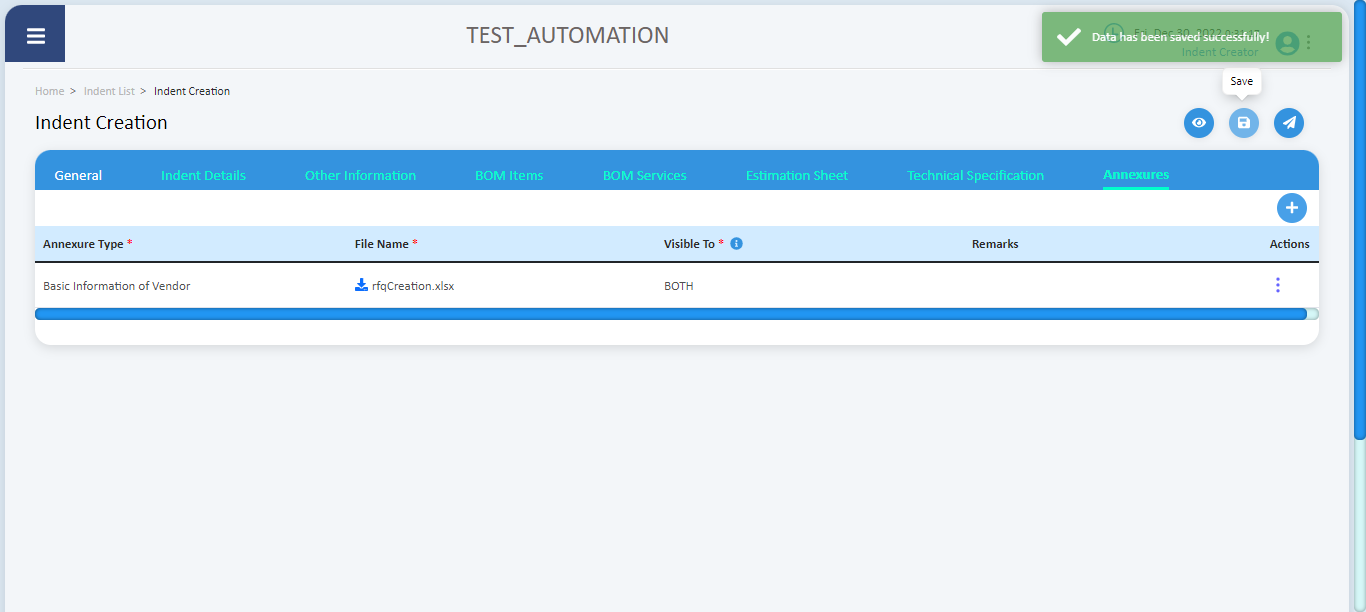 TEST_AUTOMATION
Data has been saved successfully!
Indent Creator
Save
Home > Indent List > Indent Creation
Indent Creation
General Indent Details Other Information BOM Items BOM Services Estimation Sheet Technical Specification Annexures
Annexure Type * File Name * Visible To * Remarks Actions
Basic Information of Vendor rfqCreation.xlsx BOTH